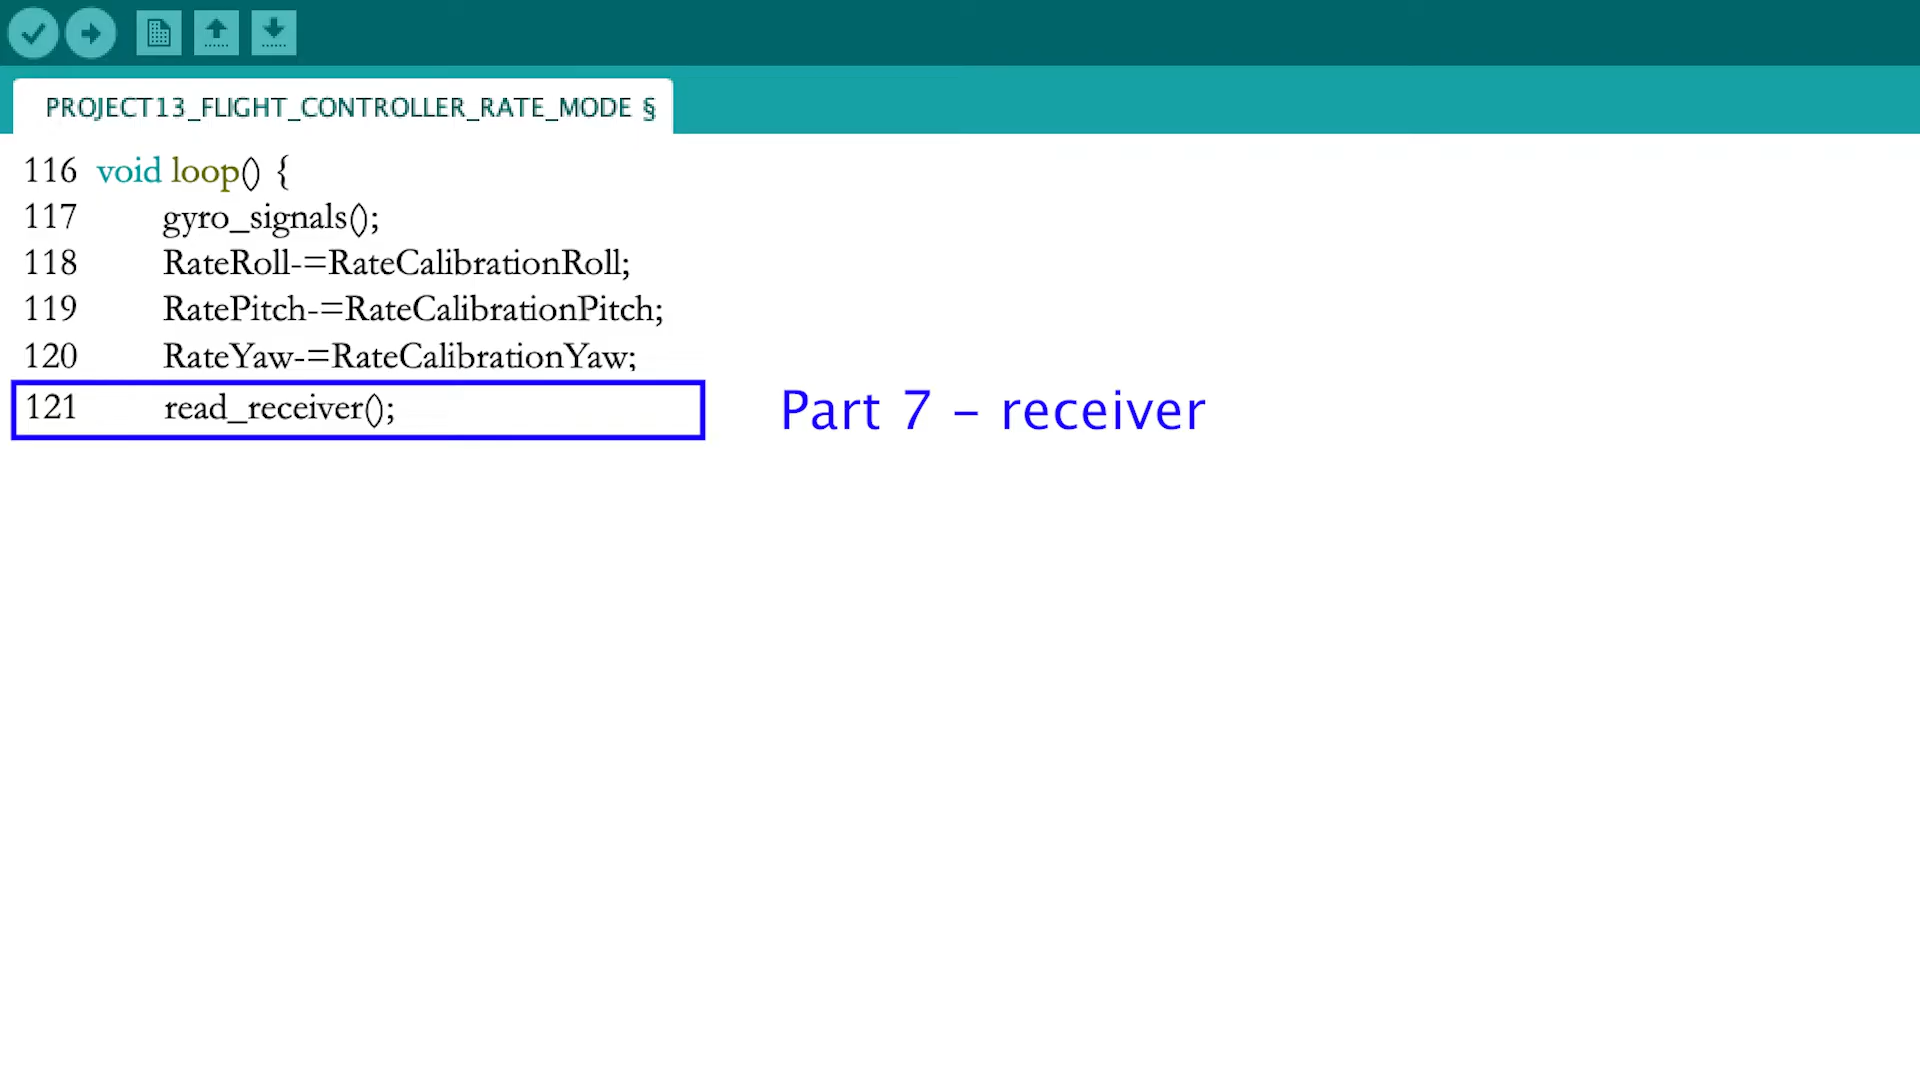 PROJECT13_FLIGHT_CONTROLLER_RATE_MODE §
116 void loop() {
117 gyro_signals();
118 RateRoll-=RateCalibrationRoll;
119 RatePitch-=RateCalibrationPitch;
120 RateYaw-=RateCalibrationYaw;
121 read_receiver(); Part 7 – receiver